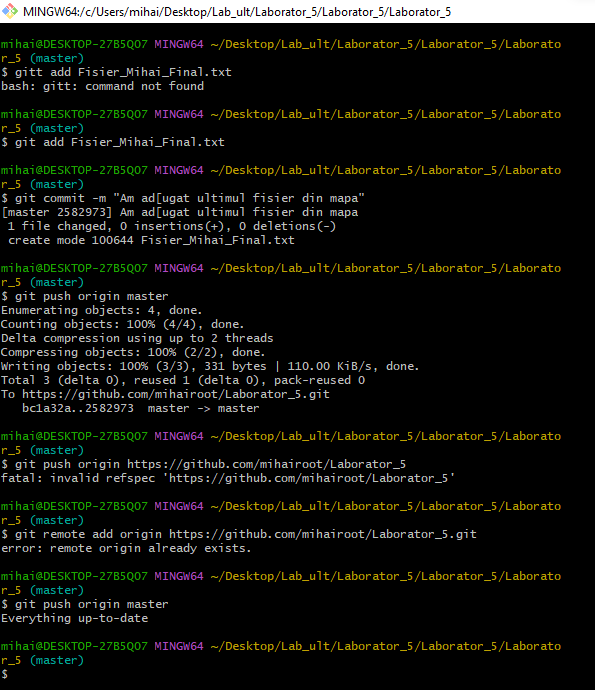 MINGW64:/c/Users/mihai/Desktop/Lab_ult/Laborator_5/Laborator_5/Laborator_5
mihai@DESKTOP-27B5QO7 MINGW64 ~/Desktop/Lab_ult/Laborator_5/Laborator_5/Laborato
r_5 (master)
$ gitt add Fisier_Mihai_Final.txt
bash: gitt: command not found
mihai@DESKTOP-27B5QO7 MINGW64 ~/Desktop/Lab_ult/Laborator_5/Laborator_5/Laborato
r_5 (master)
$ git add Fisier_Mihai_Final.txt
mihai@DESKTOP-27B5QO7 MINGW64 ~/Desktop/Lab_ult/Laborator_5/Laborator_5/Laborato
r_5 (master)
$ git commit -m "Am ad[ugat ultimul fisier din mapa"
[master 2582973] Am ad[ugat ultimul fisier din mapa
1 file changed, 0 insertions(+), 0 deletions(-)
create mode 100644 Fisier_Mihai_Final.txt
mihai@DESKTOP-27B5QO7 MINGW64 ~/Desktop/Lab_ult/Laborator_5/Laborator_5/Laborato
r_5 (master)
$ git push origin master
Enumerating objects: 4, done.
Counting objects: 100% (4/4), done.
Delta compression using up to 2 threads
Compressing objects: 100% (2/2), done.
Writing objects: 100% (3/3), 331 bytes | 110.00 KiB/s, done.
Total 3 (delta 0), reused 1 (delta 0), pack-reused 0
To https://github.com/mihairoot/Laborator_5.git
bc1a32a..2582973  master -> master
mihai@DESKTOP-27B5QO7 MINGW64 ~/Desktop/Lab_ult/Laborator_5/Laborator_5/Laborato
r_5 (master)
$ git push origin https://github.com/mihairoot/Laborator_5
fatal: invalid refspec 'https://github.com/mihairoot/Laborator_5'
mihai@DESKTOP-27B5QO7 MINGW64 ~/Desktop/Lab_ult/Laborator_5/Laborator_5/Laborato
r_5 (master)
$ git remote add origin https://github.com/mihairoot/Laborator_5.git
error: remote origin already exists.
mihai@DESKTOP-27B5QO7 MINGW64 ~/Desktop/Lab_ult/Laborator_5/Laborator_5/Laborato
r_5 (master)
$ git push origin master
Everything up-to-date
mihai@DESKTOP-27B5QO7 MINGW64 ~/Desktop/Lab_ult/Laborator_5/Laborator_5/Laborato
r_5 (master)
$